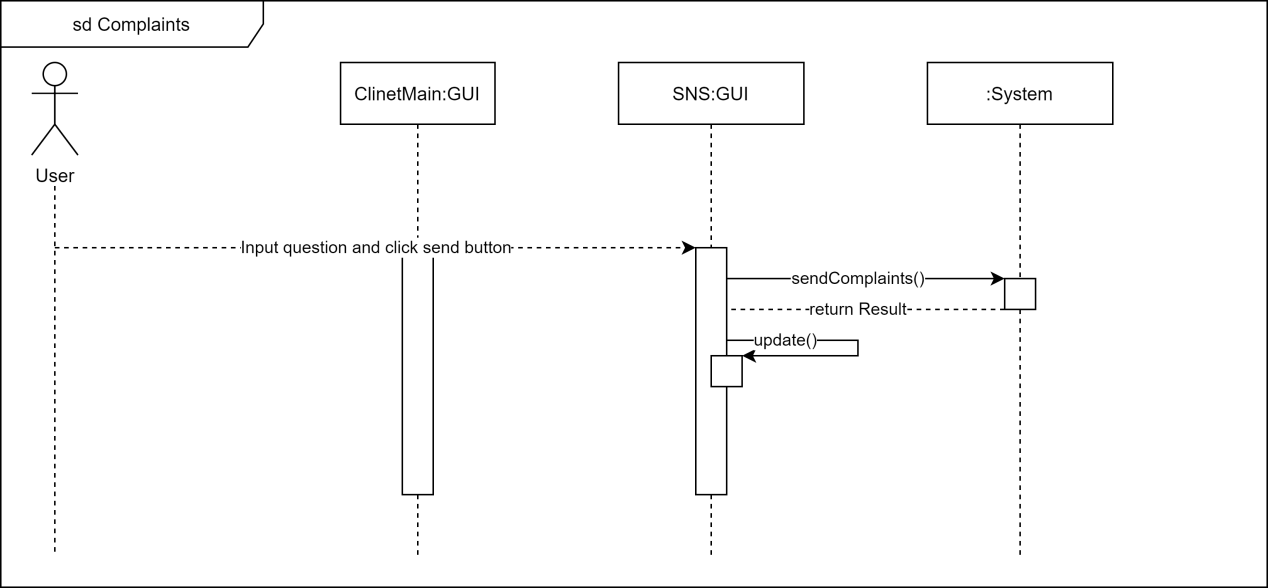 sd Complaints
User
ClinetMain:GUI
SNS:GUI
:System
Input question and click send button
sendComplaints()
return Result
update()